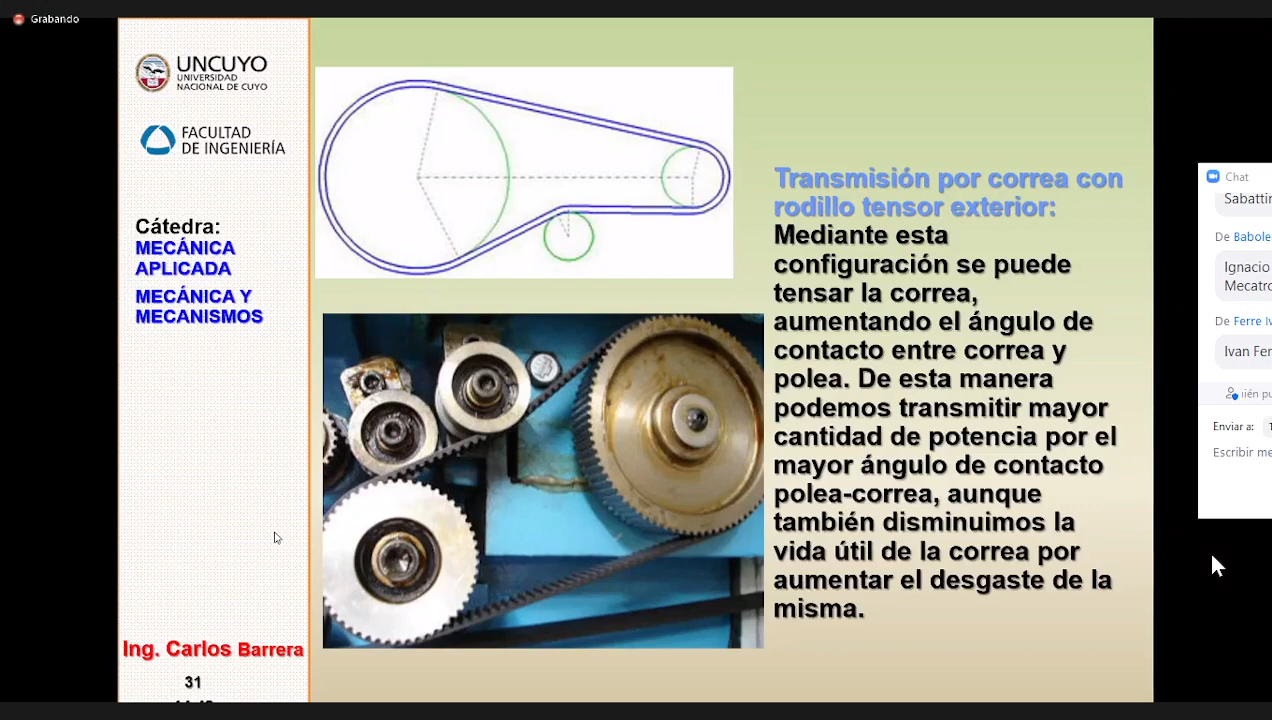 Grabando
UNCUYO
UNIVERSIDAD
NACIONAL DE CUYO
FACULTAD
DE INGENIERÍA
Cátedra:
MECÁNICA
APLICADA
MECÁNICA Y
MECANISMOS
Ing. Carlos Barrera
31
Transmisión por correa con
rodillo tensor exterior:
Mediante esta
configuración se puede
tensar la correa,
aumentando el ángulo de
contacto entre correa y
polea. De esta manera
podemos transmitir mayor
cantidad de potencia por el
mayor ángulo de contacto
polea-correa, aunque
también disminuimos la
vida útil de la correa por
aumentar el desgaste de la
misma.
Chat
Sabattin
De Babole
Ignacio
Mecatro
De Ferre Iv
Ivan Fer
Enviar a:
Escribir me